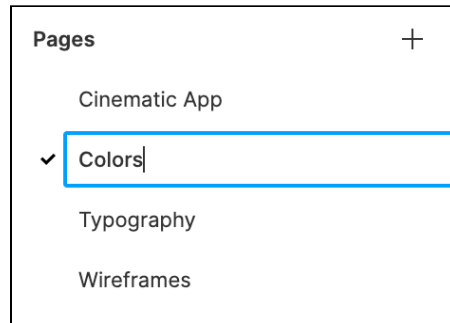 Pages
Cinematic App
Colors
Typography
Wireframes